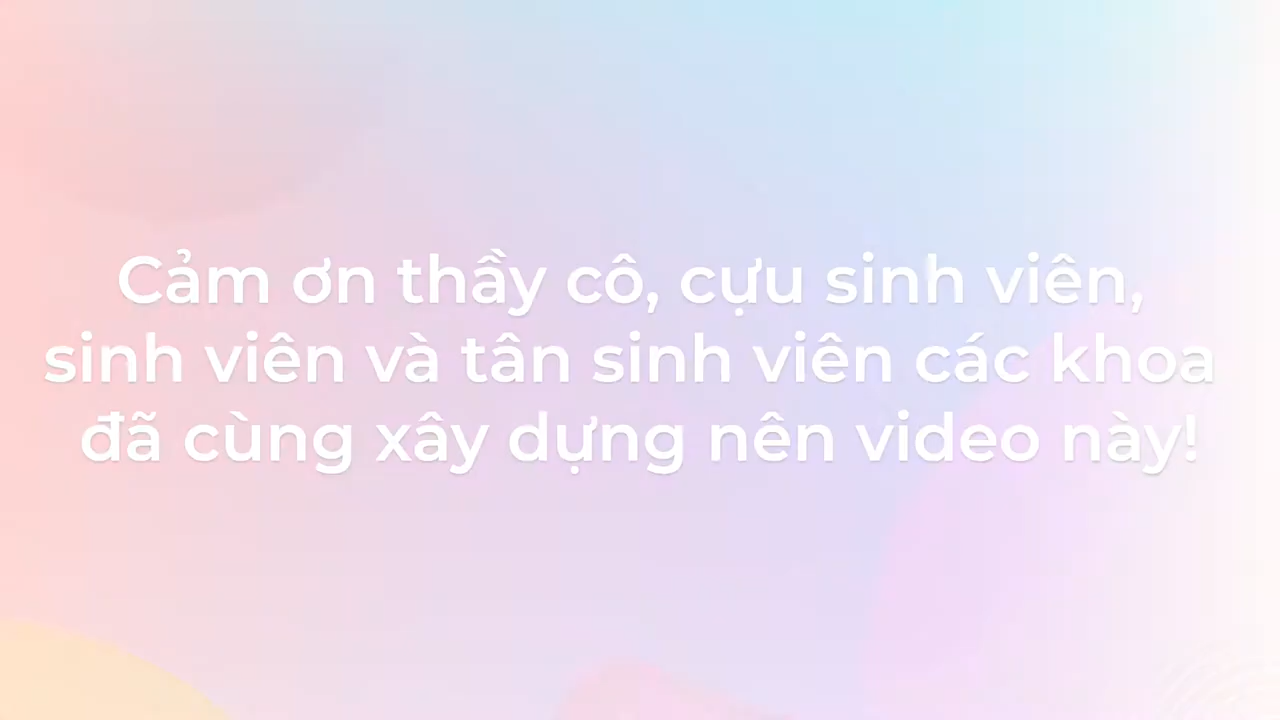 Cảm ơn thầy cô, cựu sinh viên,
sinh viên và tân sinh viên các khoa
đã cùng xây dựng nên video này!